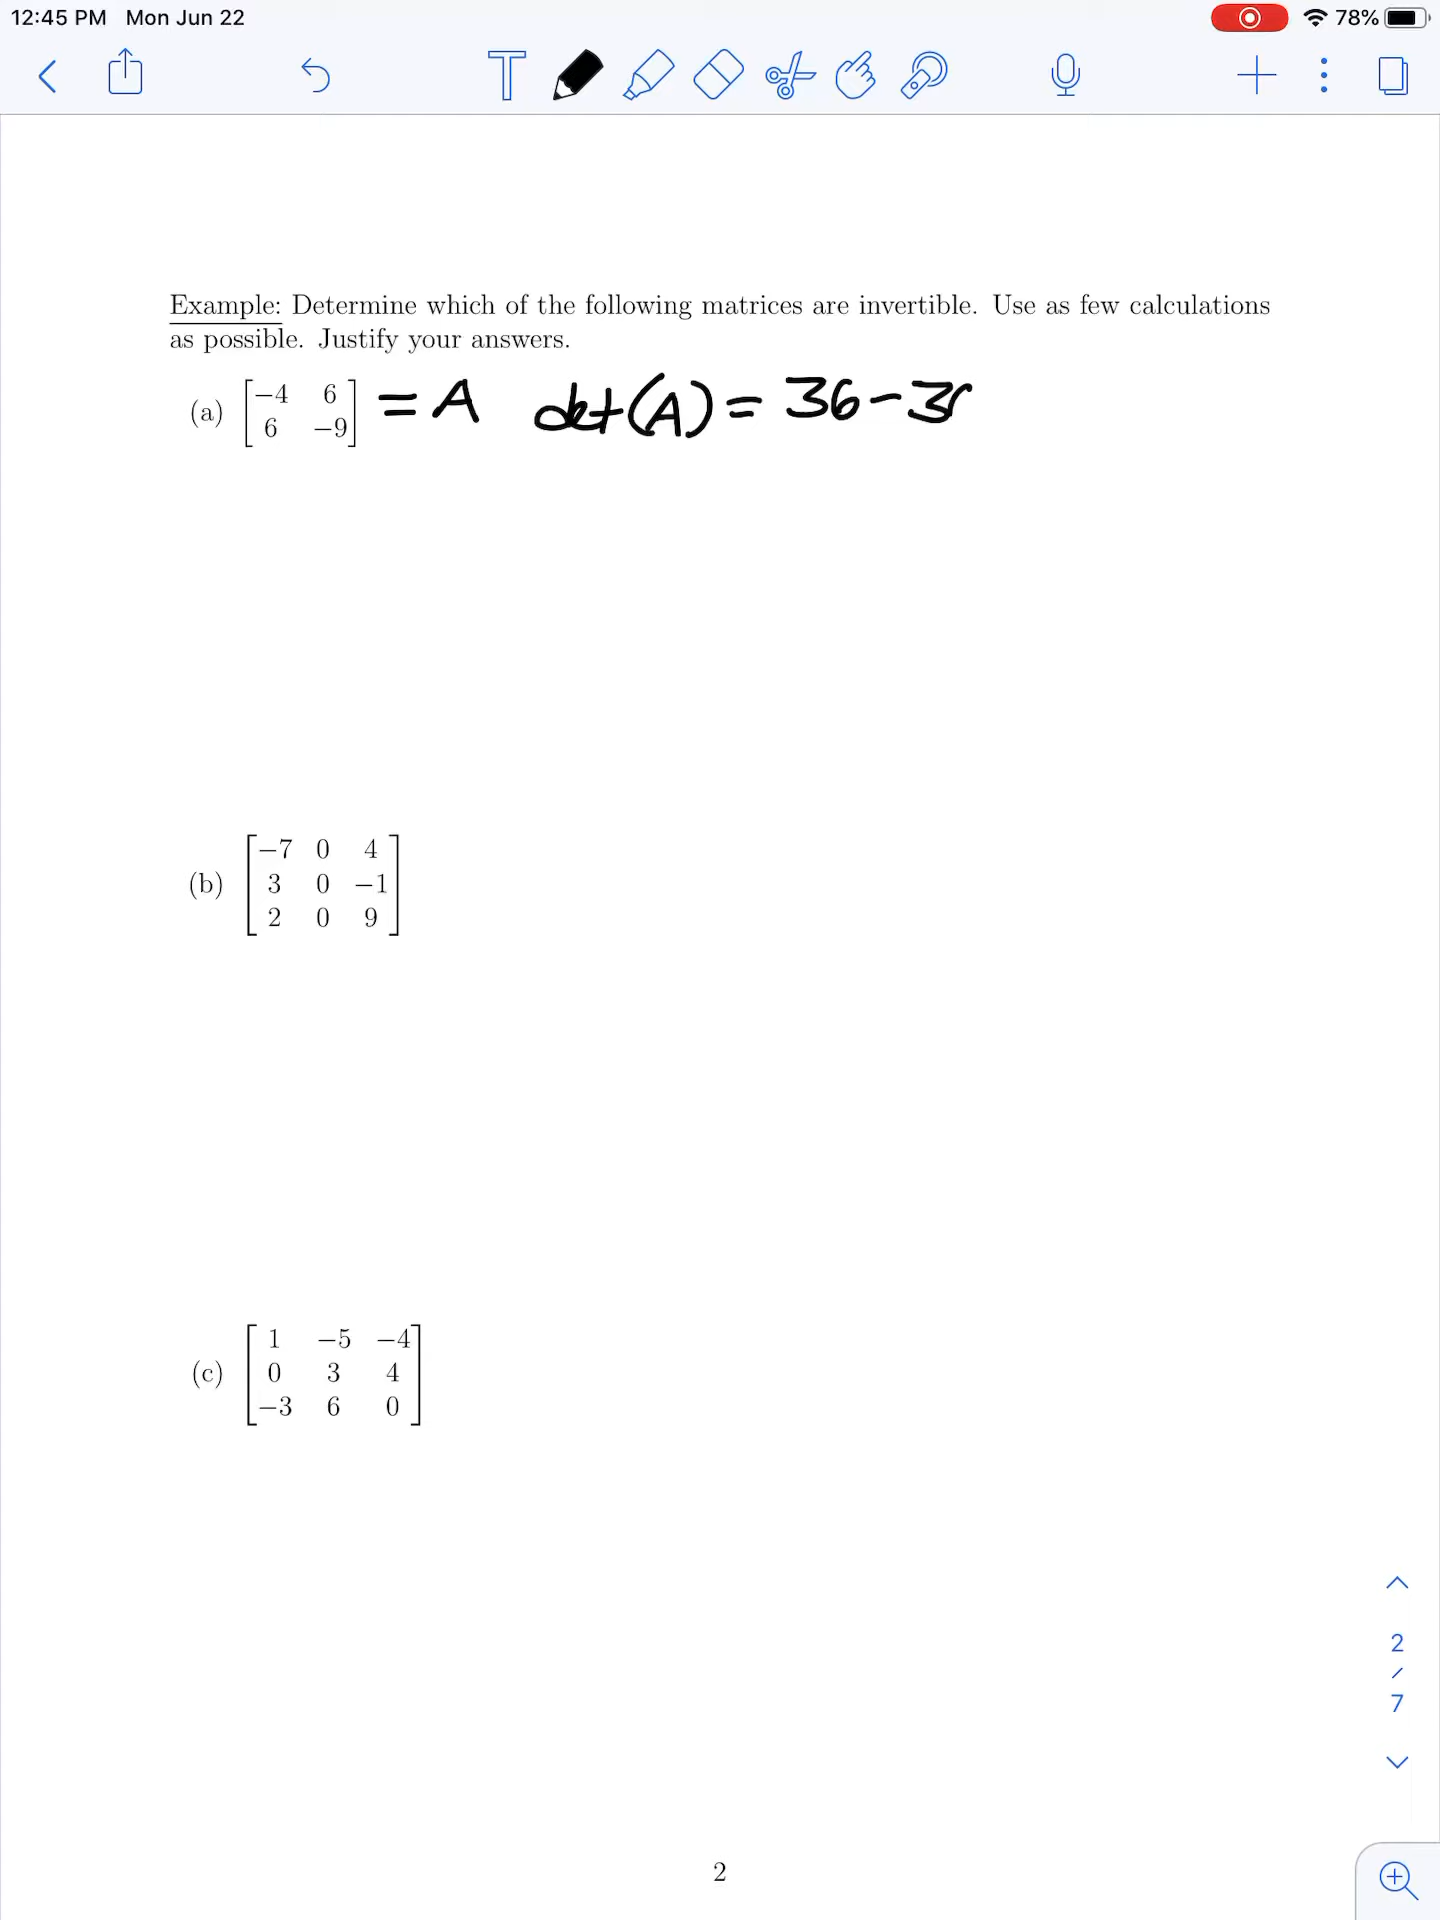 12:45 PM Mon Jun 22 78%
Example: Determine which of the following matrices are invertible. Use as few calculations
as possible. Justify your answers.
(a) [−4 6
6 −9] = A det(A) = 36 − 3
(b) [−7 0 4
3 0 −1
2 0 9]
(c) [1 −5 −4
0 3 4
−3 6 0]
2
/
7
2